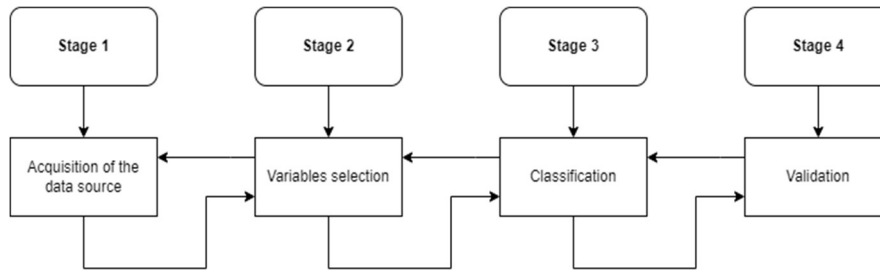 Stage 1
Stage 2
Stage 3
Stage 4
Acquisition of the
data source
Variables selection
Classification
Validation